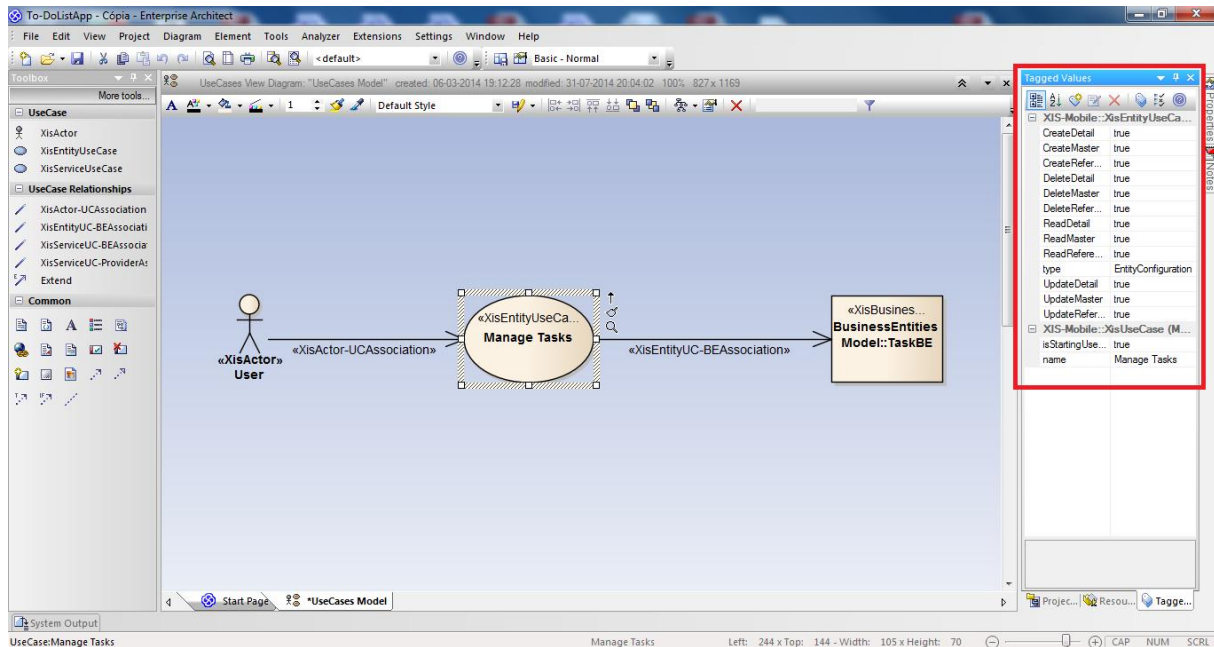 To-DoListApp - Cópia - Enterprise Architect
File Edit View Project Diagram Element Tools Analyzer Extensions Settings Window Help
<default> Basic - Normal
Toolbox
More tools...
UseCase
XisActor
XisEntityUseCase
XisServiceUseCase
UseCase Relationships
XisActor-UCAssociation
XisEntityUC-BEAssociati
XisServiceUC-BEAssocia
XisServiceUC-ProviderA
Extend
Common
UseCases View Diagram: "UseCases Model" created: 06-03-2014 19:12:28 modified: 31-07-2014 20:04:02 100% 827 x 1169
1 Default Style
«XisActor»
User
«XisActor-UCAssociation»
«XisEntityUseCa...
Manage Tasks
«XisEntityUC-BEAssociation»
«XisBusines...
BusinessEntities
Model::TaskBE
Tagged Values
XIS-Mobile::XisEntityUseCa...
CreateDetail true
CreateMaster true
CreateRefer... true
DeleteDetail true
DeleteMaster true
DeleteRefer... true
ReadDetail true
ReadMaster true
ReadRefere... true
type EntityConfiguration
UpdateDetail true
UpdateMaster true
UpdateRefer... true
XIS-Mobile::XisUseCase (M...
isStartingUse... true
name Manage Tasks
Properties
Notes
Start Page *UseCases Model
Projec... Resou... Tagge...
System Output
UseCase:Manage Tasks Manage Tasks Left: 244 x Top: 144 - Width: 105 x Height: 70 CAP NUM SCRL